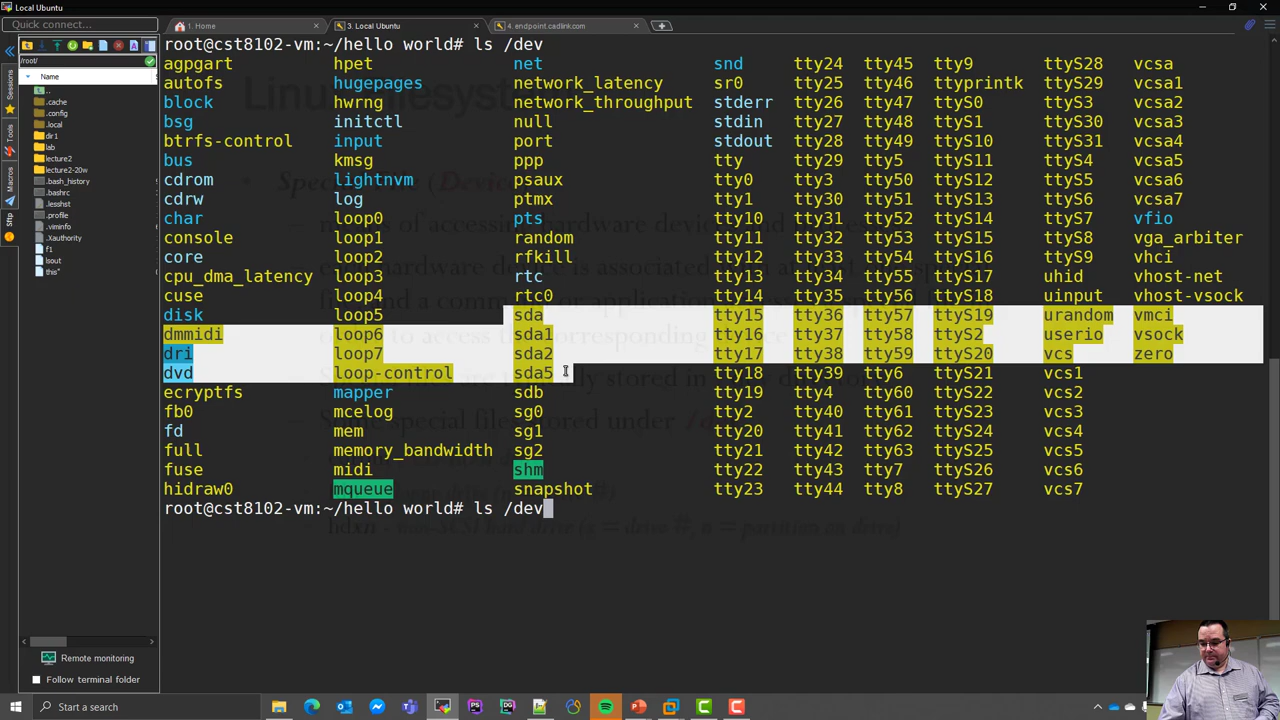 Local Ubuntu
Quick connect...
1. Home
3. Local Ubuntu
4. endpoint.cadlink.com
/root/
Name
..
.cache
.config
.local
dir1
lab
lecture2
lecture2-20w
.bash_history
.bashrc
.lesshst
.profile
.viminfo
.Xauthority
f1
lsout
this"
Sessions
Tools
Macros
Sftp
root@cst8102-vm:~/hello world# ls /dev
agpgart hpet net snd tty24 tty45 tty9 ttyS28 vcsa
autofs hugepages network_latency sr0 tty25 tty46 ttyprintk ttyS29 vcsa1
block hwrng network_throughput stderr tty26 tty47 ttyS0 ttyS3 vcsa2
bsg initctl null stdin tty27 tty48 ttyS1 ttyS30 vcsa3
btrfs-control input port stdout tty28 tty49 ttyS10 ttyS31 vcsa4
bus kmsg ppp tty tty29 tty5 ttyS11 ttyS4 vcsa5
cdrom lightnvm psaux tty0 tty3 tty50 ttyS12 ttyS5 vcsa6
cdrw log ptmx tty1 tty30 tty51 ttyS13 ttyS6 vcsa7
char loop0 pts tty10 tty31 tty52 ttyS14 ttyS7 vfio
console loop1 random tty11 tty32 tty53 ttyS15 ttyS8 vga_arbiter
core loop2 rfkill tty12 tty33 tty54 ttyS16 ttyS9 vhci
cpu_dma_latency loop3 rtc tty13 tty34 tty55 ttyS17 uhid vhost-net
cuse loop4 rtc0 tty14 tty35 tty56 ttyS18 uinput vhost-vsock
disk loop5 sda tty15 tty36 tty57 ttyS19 urandom vmci
dmmidi loop6 sda1 tty16 tty37 tty58 ttyS2 userio vsock
dri loop7 sda2 tty17 tty38 tty59 ttyS20 vcs zero
dvd loop-control sda5 tty18 tty39 tty6 ttyS21 vcs1
ecryptfs mapper sdb tty19 tty4 tty60 ttyS22 vcs2
fb0 mcelog sg0 tty2 tty40 tty61 ttyS23 vcs3
fd mem sg1 tty20 tty41 tty62 ttyS24 vcs4
full memory_bandwidth sg2 tty21 tty42 tty63 ttyS25 vcs5
fuse midi shm tty22 tty43 tty7 ttyS26 vcs6
hidraw0 mqueue snapshot tty23 tty44 tty8 ttyS27 vcs7
root@cst8102-vm:~/hello world# ls /dev
Remote monitoring
Follow terminal folder
Start a search